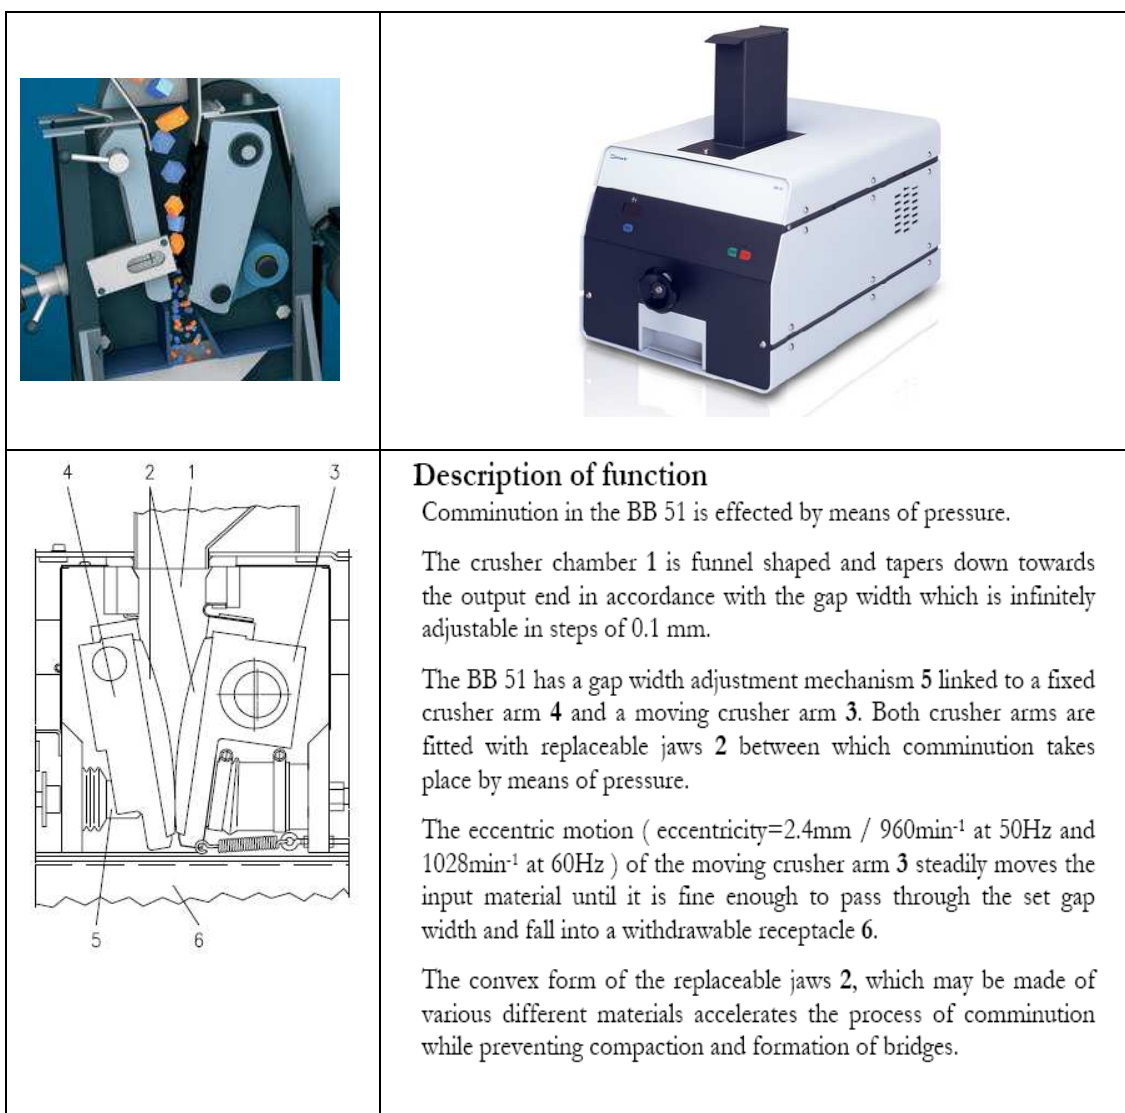 4 2 1 3
5 6
Description of function
Comminution in the BB 51 is effected by means of pressure.
The crusher chamber 1 is funnel shaped and tapers down towards
the output end in accordance with the gap width which is infinitely
adjustable in steps of 0.1 mm.
The BB 51 has a gap width adjustment mechanism 5 linked to a fixed
crusher arm 4 and a moving crusher arm 3. Both crusher arms are
fitted with replaceable jaws 2 between which comminution takes
place by means of pressure.
The eccentric motion ( eccentricity=2.4mm / 960min-1 at 50Hz and
1028min-1 at 60Hz ) of the moving crusher arm 3 steadily moves the
input material until it is fine enough to pass through the set gap
width and fall into a withdrawable receptacle 6.
The convex form of the replaceable jaws 2, which may be made of
various different materials accelerates the process of comminution
while preventing compaction and formation of bridges.